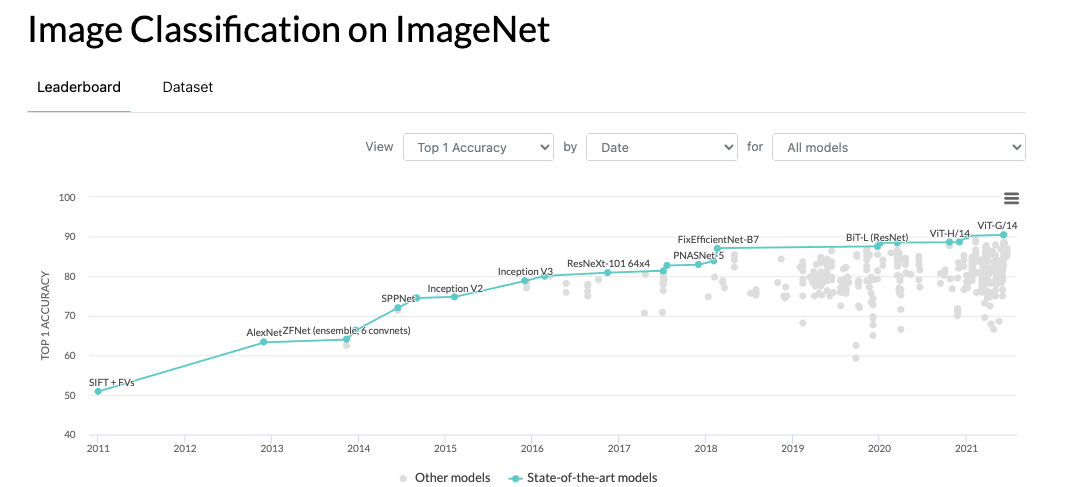 Image Classification on ImageNet
Leaderboard Dataset
View Top 1 Accuracy by Date for All models
TOP 1 ACCURACY
100
90
80
70
60
50
40
SIFT + FVs
AlexNet
ZFNet (ensemble, 6 convnets)
SPPNet
Inception V2
Inception V3
ResNeXt-101 64x4
PNASNet-5
FixEfficientNet-B7
BiT-L (ResNet)
ViT-H/14
ViT-G/14
2011 2012 2013 2014 2015 2016 2017 2018 2019 2020 2021
Other models State-of-the-art models